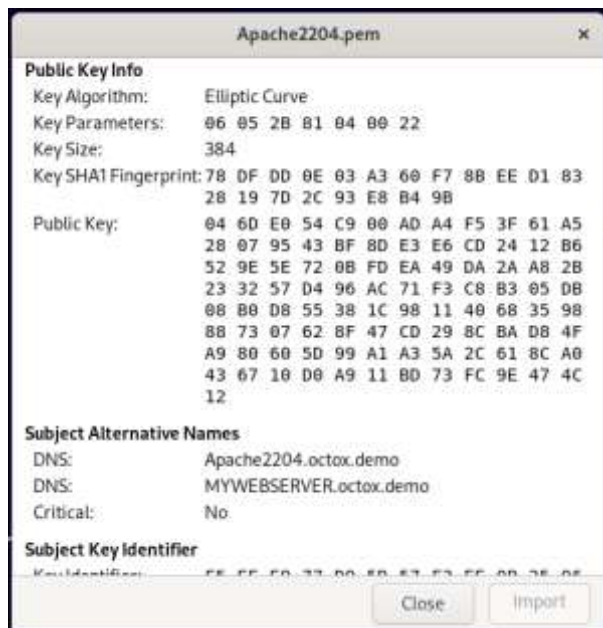 Apache2204.pem ×
Public Key Info
Key Algorithm: Elliptic Curve
Key Parameters: 06 05 2B 81 04 00 22
Key Size: 384
Key SHA1 Fingerprint: 78 DF DD 0E 03 A3 60 F7 8B EE D1 83
28 19 7D 2C 93 E8 B4 9B
Public Key: 04 6D E0 54 C9 00 AD A4 F5 3F 61 A5
28 07 95 43 BF 8D E3 E6 CD 24 12 B6
52 9E 5E 72 0B FD EA 49 DA 2A A8 2B
23 32 57 D4 96 AC 71 F3 C8 B3 05 DB
08 B0 D8 55 38 1C 98 11 40 68 35 98
88 73 07 62 8F 47 CD 29 8C BA D8 4F
A9 80 60 5D 99 A1 A3 5A 2C 61 8C A0
43 67 10 D0 A9 11 BD 73 FC 9E 47 4C
12
Subject Alternative Names
DNS: Apache2204.octox.demo
DNS: MYWEBSERVER.octox.demo
Critical: No
Subject Key Identifier
Key Identifier:
Close Import